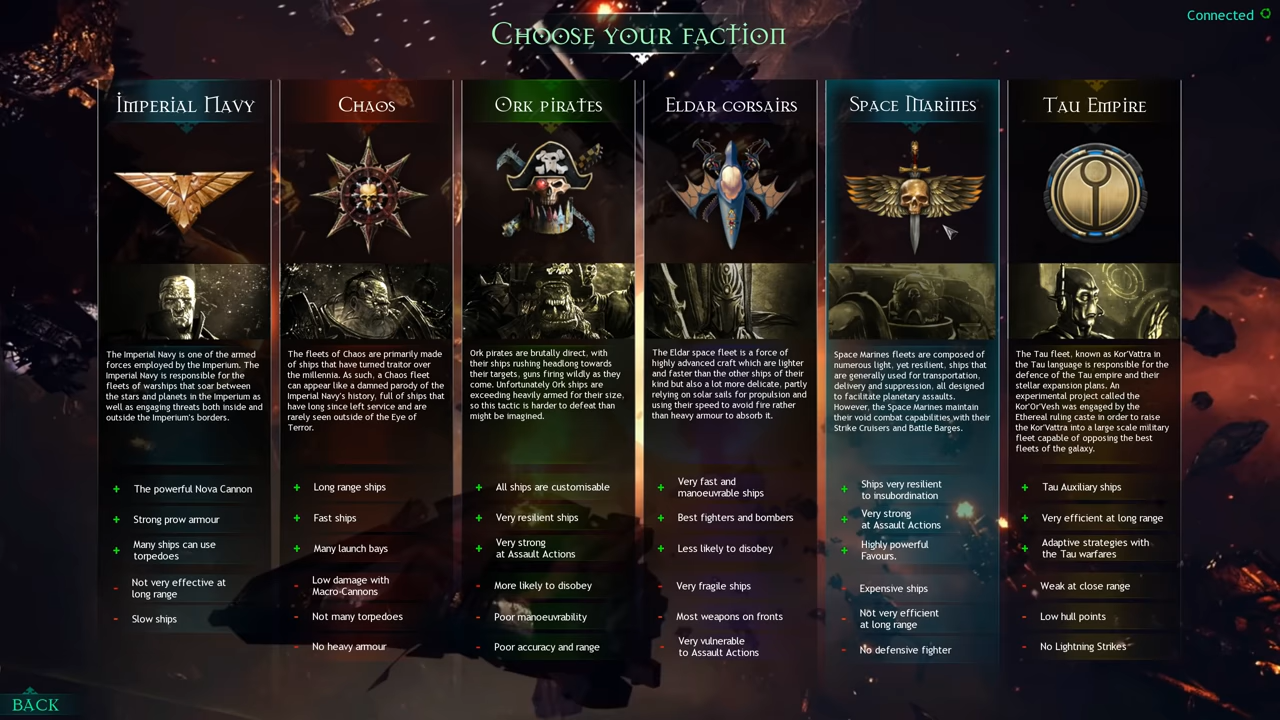 Connected
Choose your faction
Imperial Navy
The Imperial Navy is one of the armed
forces employed by the Imperium. The
Imperial Navy is responsible for the
fleets of warships that soar between
the stars and planets in the Imperium as
well as engaging threats both inside and
outside the Imperium's borders.
+ The powerful Nova Cannon
+ Strong prow armour
+ Many ships can use
torpedoes
- Not very effective at
long range
- Slow ships
Chaos
The fleets of Chaos are primarily made
of ships that have turned traitor over
the millennia. As such, a Chaos fleet
can appear like a damned parody of the
Imperial Navy's history, full of ships that
have long since left service and are
rarely seen outside of the Eye of
Terror.
+ Long range ships
+ Fast ships
+ Many launch bays
- Low damage with
Macro-Cannons
- Not many torpedoes
- No heavy armour
Ork pirates
Ork pirates are brutally direct, with
their ships rushing headlong towards
their targets, guns firing wildly as they
come. Unfortunately Ork ships are
exceeding heavily armed for their size,
so this tactic is harder to defeat than
might be imagined.
+ All ships are customisable
+ Very resilient ships
+ Very strong
at Assault Actions
- More likely to disobey
- Poor manoeuvrability
- Poor accuracy and range
Eldar corsairs
The Eldar space fleet is a force of
highly advanced craft which are lighter
and faster than the other ships of their
kind but also a lot more delicate, partly
relying on solar sails for propulsion and
using their speed to avoid fire rather
than heavy armour to absorb it.
+ Very fast and
manoeuvrable ships
+ Best fighters and bombers
+ Less likely to disobey
- Very fragile ships
- Most weapons on fronts
- Very vulnerable
to Assault Actions
Space Marines
Space Marines fleets are composed of
numerous light, yet resilient, ships that
are generally used for transportation,
delivery and suppression, all designed
to facilitate planetary assaults.
However, the Space Marines maintain
their void combat capabilities with their
Strike Cruisers and Battle Barges.
+ Ships very resilient
to insubordination
+ Very strong
at Assault Actions
+ Highly powerful
Favours.
- Expensive ships
- Not very efficient
at long range
- No defensive fighter
Tau Empire
The Tau fleet, known as Kor'Vattra in
the Tau language is responsible for the
defence of the Tau empire and their
stellar expansion plans. An
experimental project called the
Kor'Or'Vesh was engaged by the
Ethereal ruling caste in order to raise
the Kor'Vattra into a large scale military
fleet capable of opposing the best
fleets of the galaxy.
+ Tau Auxiliary ships
+ Very efficient at long range
+ Adaptive strategies with
the Tau warfares
- Weak at close range
- Low hull points
- No Lightning Strikes
BACK